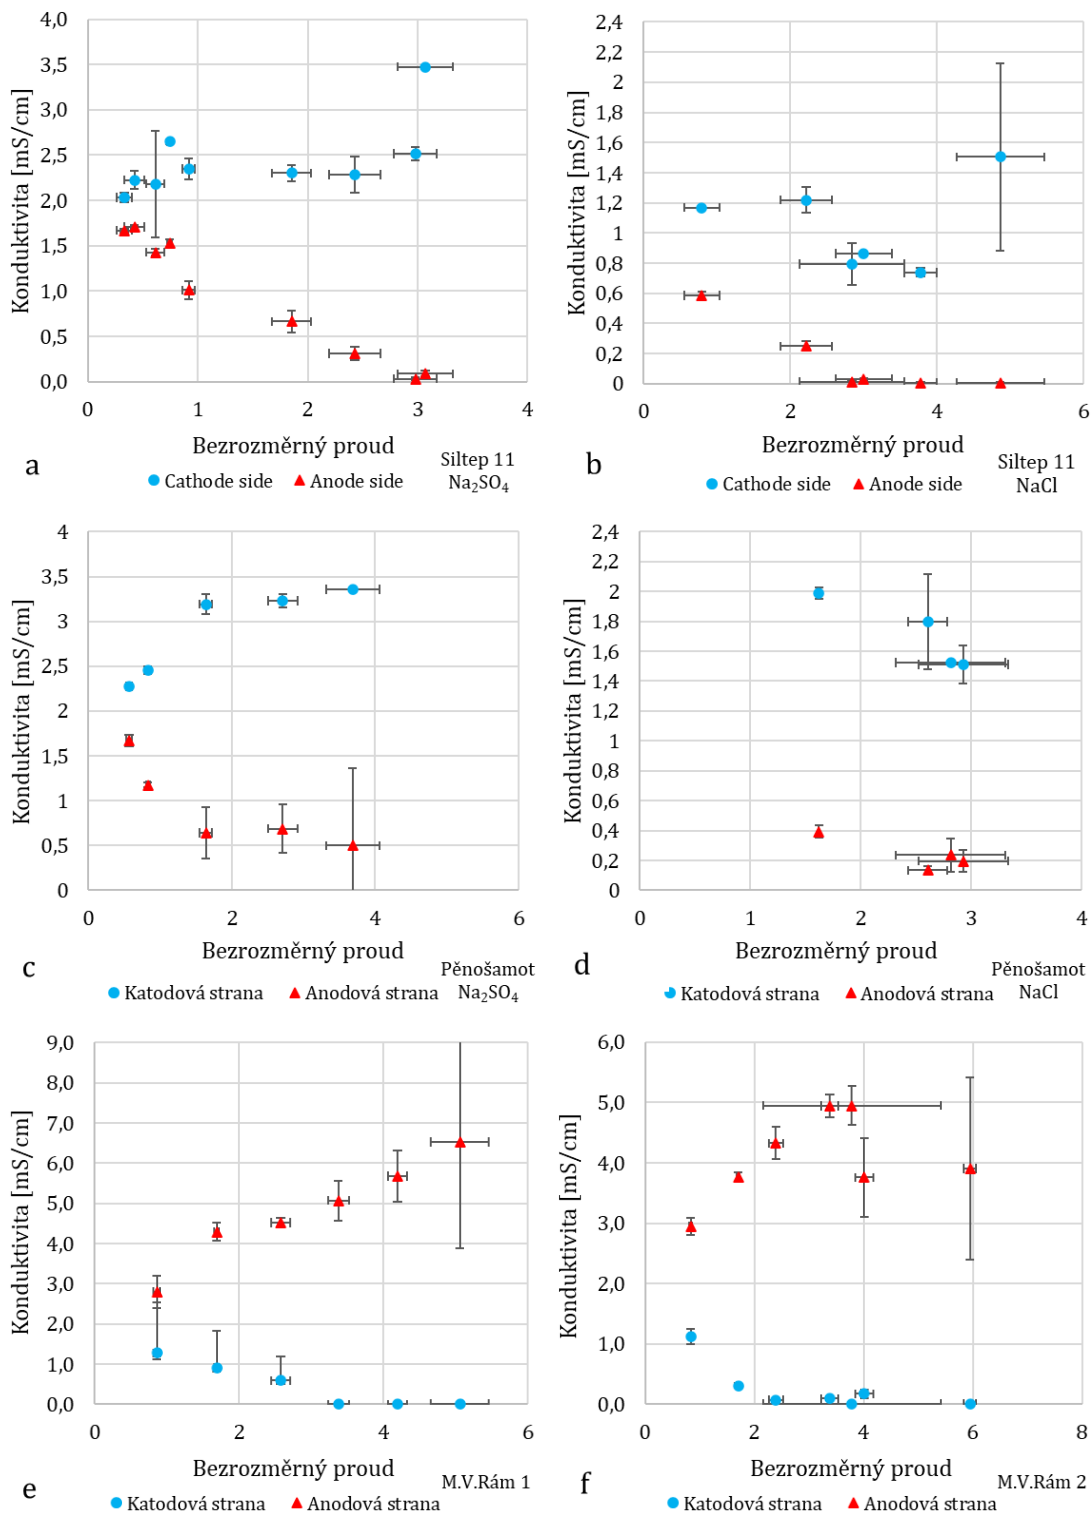 4,0
3,5
3,0
2,5
2,0
1,5
1,0
0,5
0,0
0 1 2 3 4
Konduktivita [mS/cm]
Bezrozměrný proud
a
Siltep 11
Na₂SO₄
Cathode side Anode side
2,4
2,2
2
1,8
1,6
1,4
1,2
1
0,8
0,6
0,4
0,2
0
0 2 4 6
Konduktivita [mS/cm]
Bezrozměrný proud
b
Siltep 11
NaCl
Cathode side Anode side
4
3,5
3
2,5
2
1,5
1
0,5
0
0 2 4 6
Konduktivita [mS/cm]
Bezrozměrný proud
c
Pěnošamot
Na₂SO₄
Katodová strana Anodová strana
2,4
2,2
2
1,8
1,6
1,4
1,2
1
0,8
0,6
0,4
0,2
0
0 1 2 3 4
Konduktivita [mS/cm]
Bezrozměrný proud
d
Pěnošamot
NaCl
Katodová strana Anodová strana
9,0
8,0
7,0
6,0
5,0
4,0
3,0
2,0
1,0
0,0
0 2 4 6
Konduktivita [mS/cm]
Bezrozměrný proud
e
M.V.Rám 1
Katodová strana Anodová strana
6,0
5,0
4,0
3,0
2,0
1,0
0,0
0 2 4 6 8
Konduktivita [mS/cm]
Bezrozměrný proud
f
M.V.Rám 2
Katodová strana Anodová strana